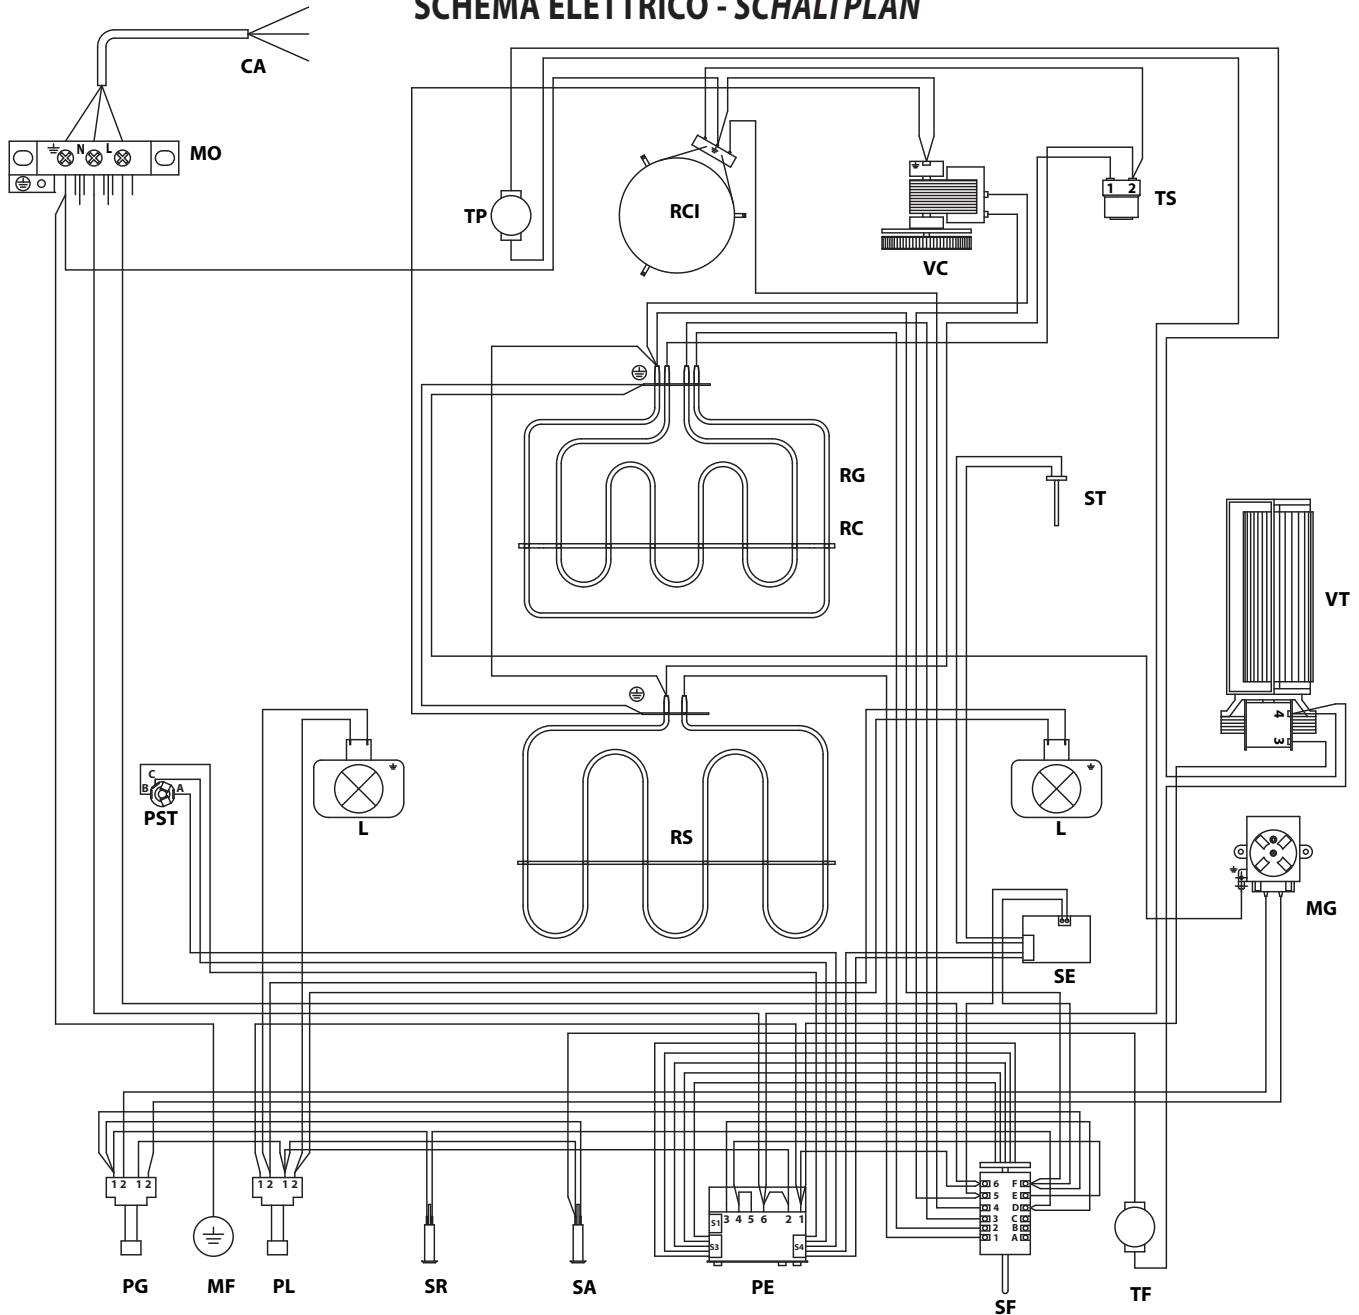 SCHEMA ELETTRICO - SCHALTPLAN
CA
N L
MO
TP
RCI
VC
1 2
TS
RG
RC
ST
VT
4
3
C
B A
PST
L
RS
L
MG
SE
1 2 1 2
1 2 1 2
S1 3 4 5 6 2 1
S3 S4
6 F
5 E
4 D
3 C
2 B
1 A
PG
MF
PL
SR
SA
PE
SF
TF